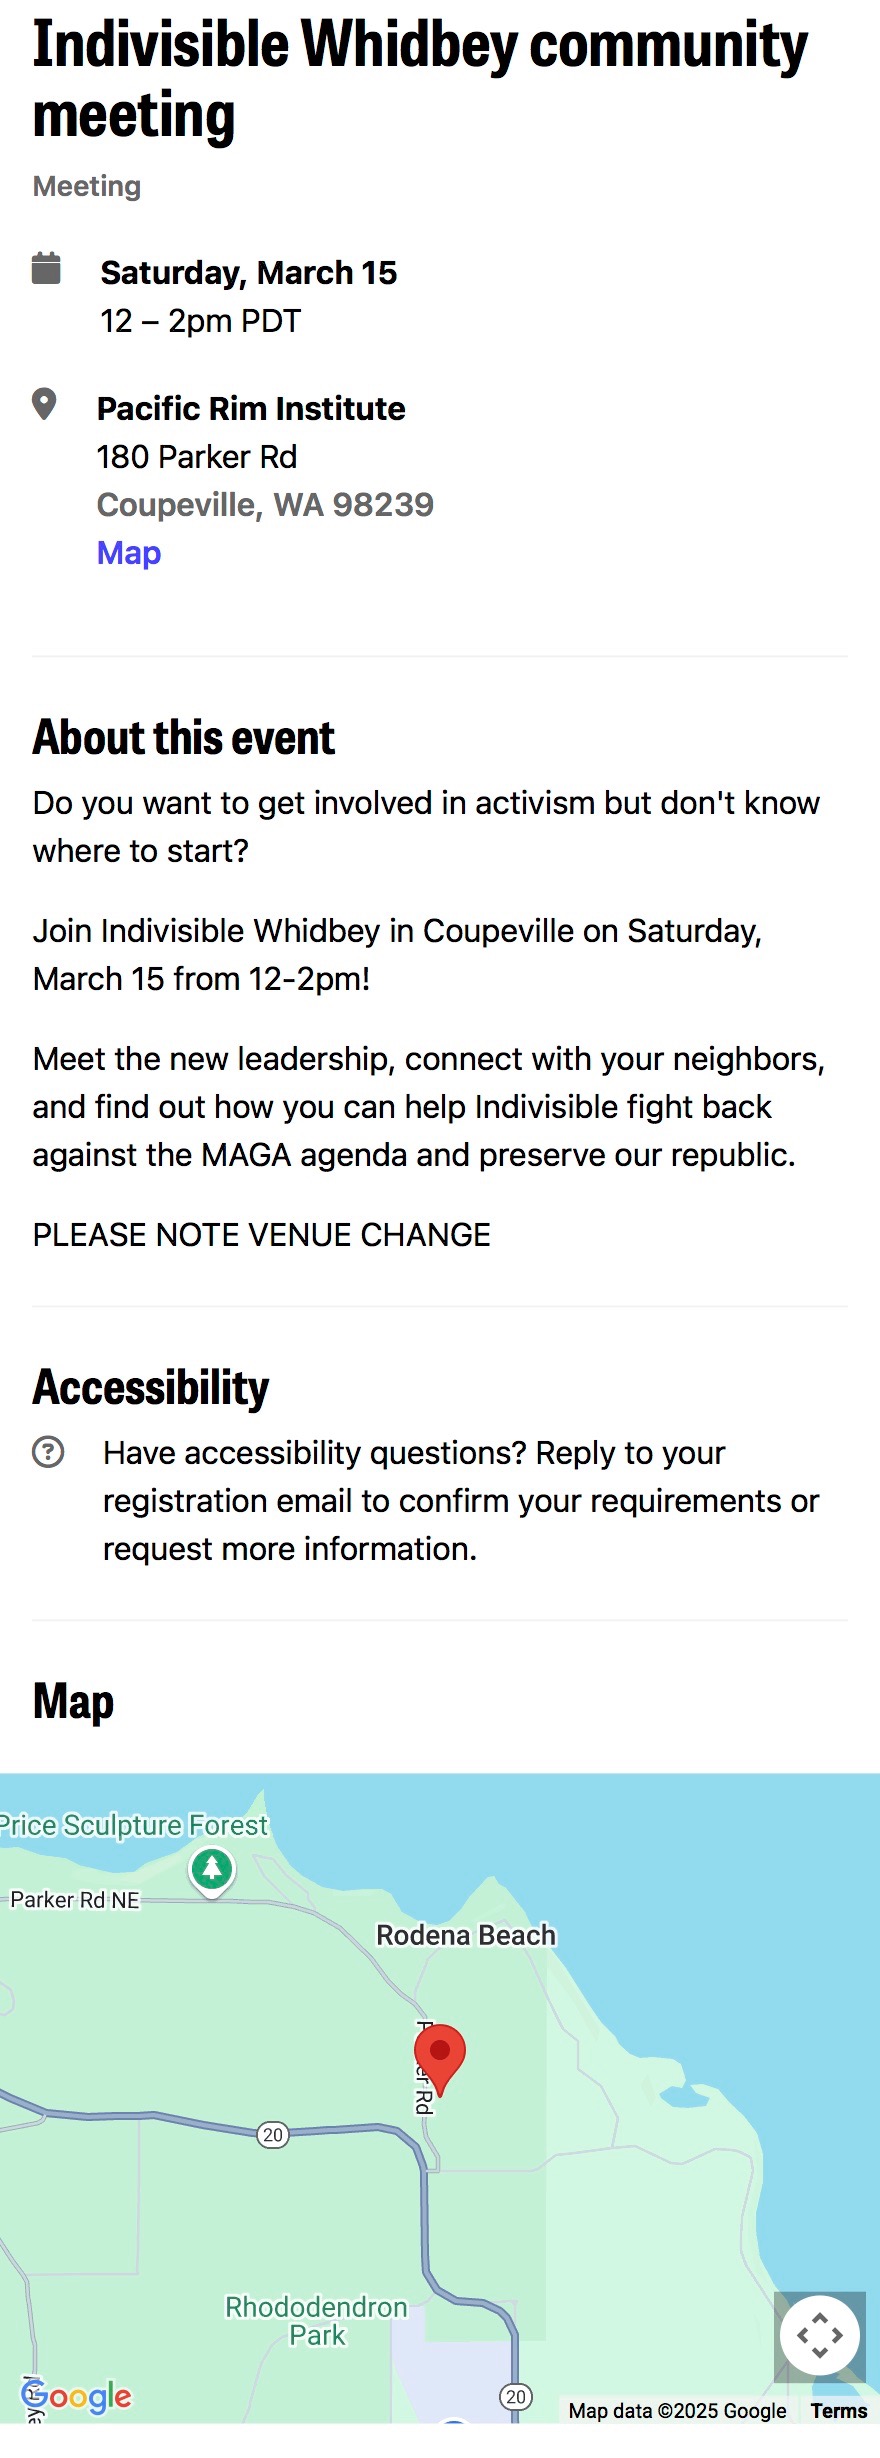 Indivisible Whidbey community
meeting
Meeting
Saturday, March 15
12 – 2pm PDT
Pacific Rim Institute
180 Parker Rd
Coupeville, WA 98239
Map
About this event
Do you want to get involved in activism but don't know
where to start?
Join Indivisible Whidbey in Coupeville on Saturday,
March 15 from 12-2pm!
Meet the new leadership, connect with your neighbors,
and find out how you can help Indivisible fight back
against the MAGA agenda and preserve our republic.
PLEASE NOTE VENUE CHANGE
Accessibility
Have accessibility questions? Reply to your
registration email to confirm your requirements or
request more information.
Map
Price Sculpture Forest
Parker Rd NE
Rodena Beach
Rd
20
Rhododendron
Park
20
Google
Map data ©2025 Google
Terms